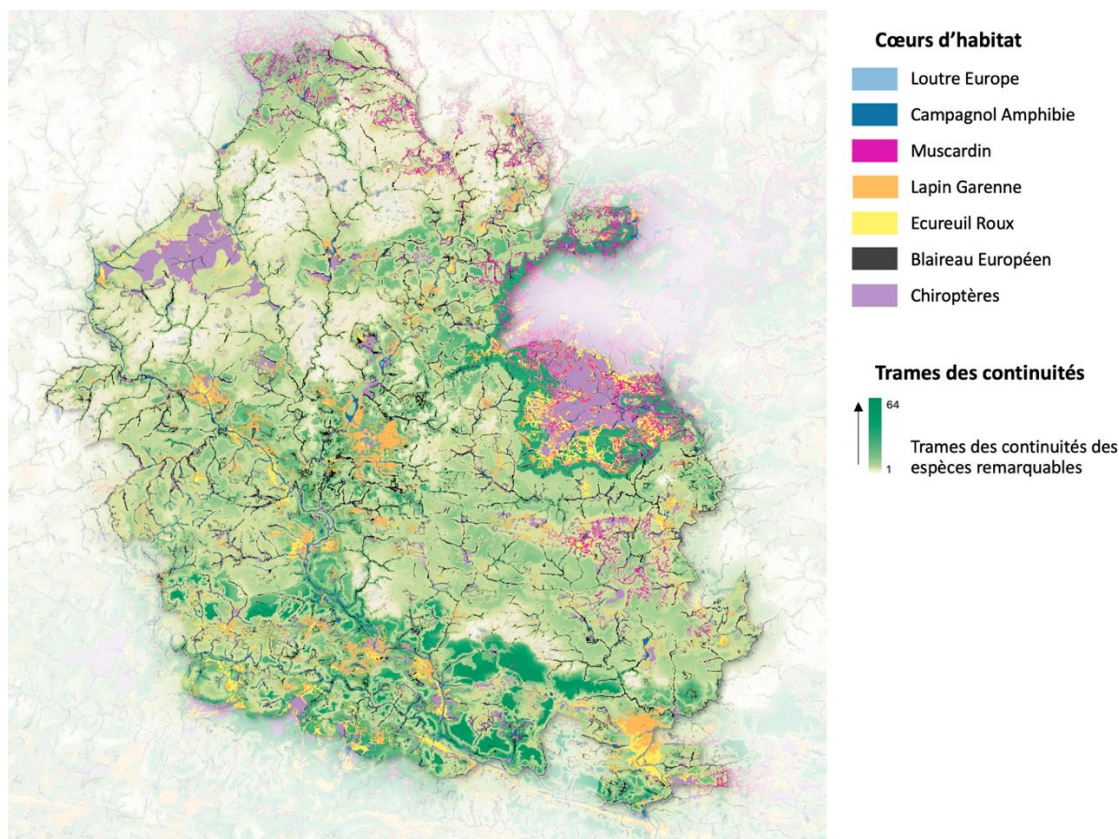 Cœurs d’habitat
Loutre Europe
Campagnol Amphibie
Muscardin
Lapin Garenne
Ecureuil Roux
Blaireau Européen
Chiroptères
Trames des continuités
64
1
Trames des continuités des
espèces remarquables